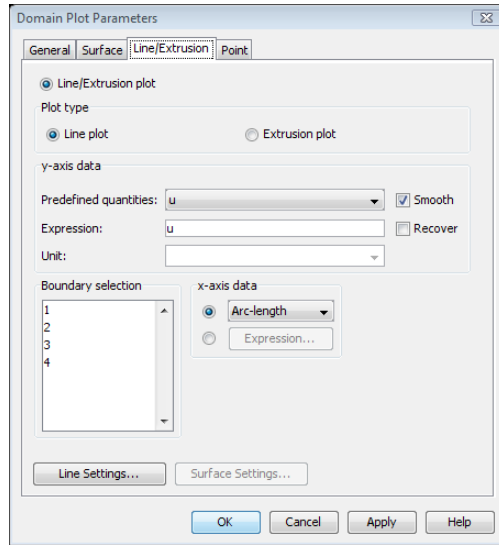 Domain Plot Parameters
General Surface Line/Extrusion Point
Line/Extrusion plot
Plot type
Line plot Extrusion plot
y-axis data
Predefined quantities: u Smooth
Expression: u Recover
Unit:
Boundary selection x-axis data
1
2
3
4
Arc-length
Expression...
Line Settings... Surface Settings...
OK Cancel Apply Help